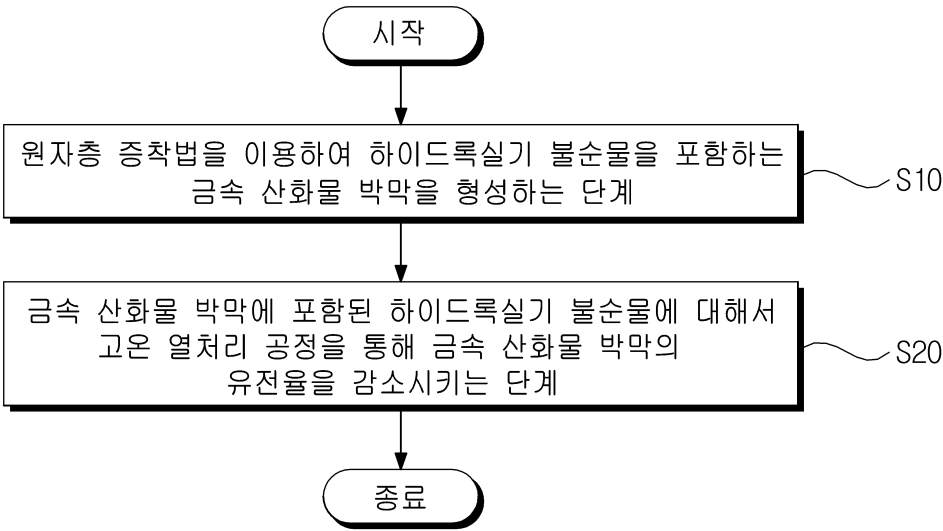 시작
원자층 증착법을 이용하여 하이드록실기 불순물을 포함하는
금속 산화물 박막을 형성하는 단계
S10
금속 산화물 박막에 포함된 하이드록실기 불순물에 대해서
고온 열처리 공정을 통해 금속 산화물 박막의
유전율을 감소시키는 단계
S20
종료